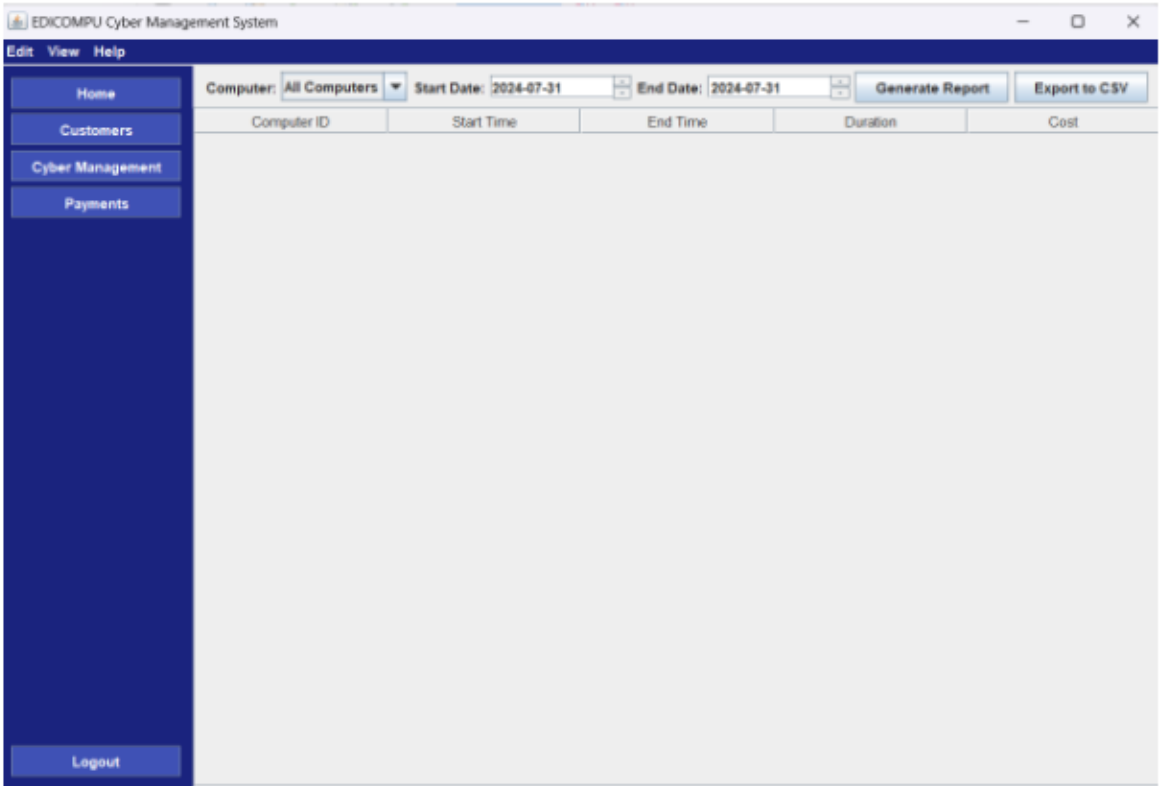 EDICOMPU Cyber Management System
Edit View Help
Home
Customers
Cyber Management
Payments
Logout
Computer: All Computers Start Date: 2024-07-31 End Date: 2024-07-31 Generate Report Export to CSV
Computer ID Start Time End Time Duration Cost